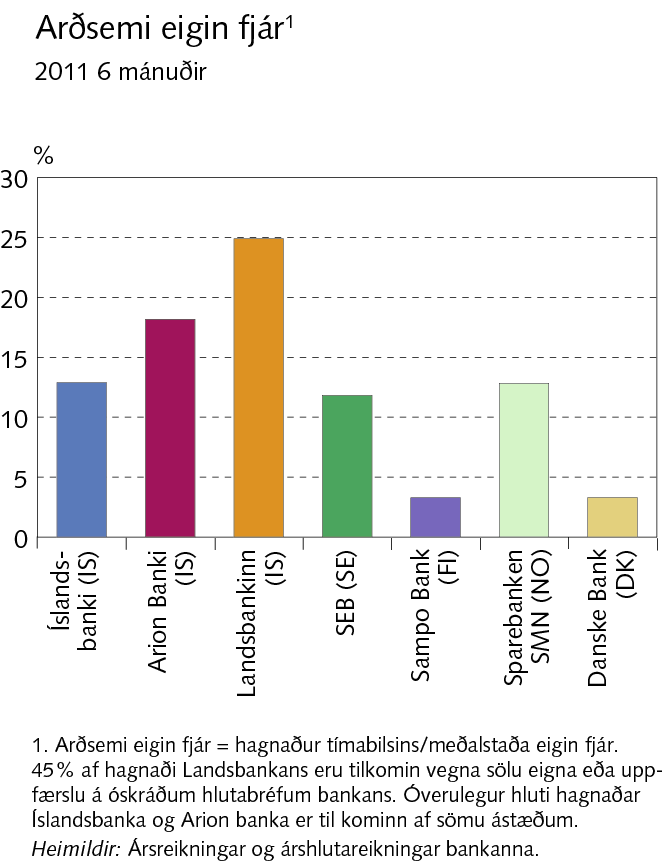 Arðsemi eigin fjár¹
2011 6 mánuðir
%
30
25
20
15
10
5
0
Íslands-
banki (IS)
Arion Banki
(IS)
Landsbankinn
(IS)
SEB (SE)
Sampo Bank
(FI)
Sparebanken
SMN (NO)
Danske Bank
(DK)
1. Arðsemi eigin fjár = hagnaður tímabilsins/meðalstaða eigin fjár.
45% af hagnaði Landsbankans eru tilkomin vegna sölu eigna eða upp-
færslu á óskráðum hlutabréfum bankans. Óverulegur hluti hagnaðar
Íslandsbanka og Arion banka er til kominn af sömu ástæðum.
Heimildir: Ársreikningar og árshlutareikningar bankanna.